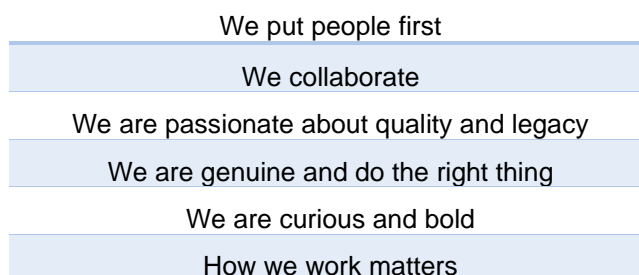 We put people first
We collaborate
We are passionate about quality and legacy
We are genuine and do the right thing
We are curious and bold
How we work matters